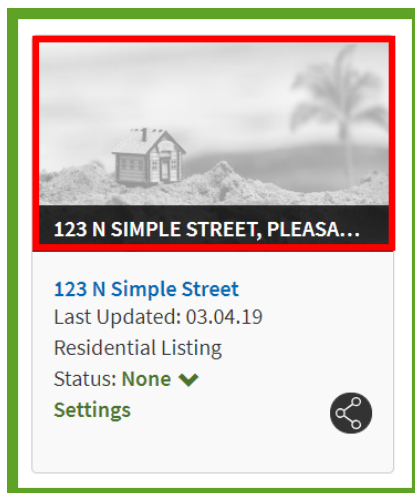 123 N SIMPLE STREET, PLEASA...
123 N Simple Street
Last Updated: 03.04.19
Residential Listing
Status: None
Settings